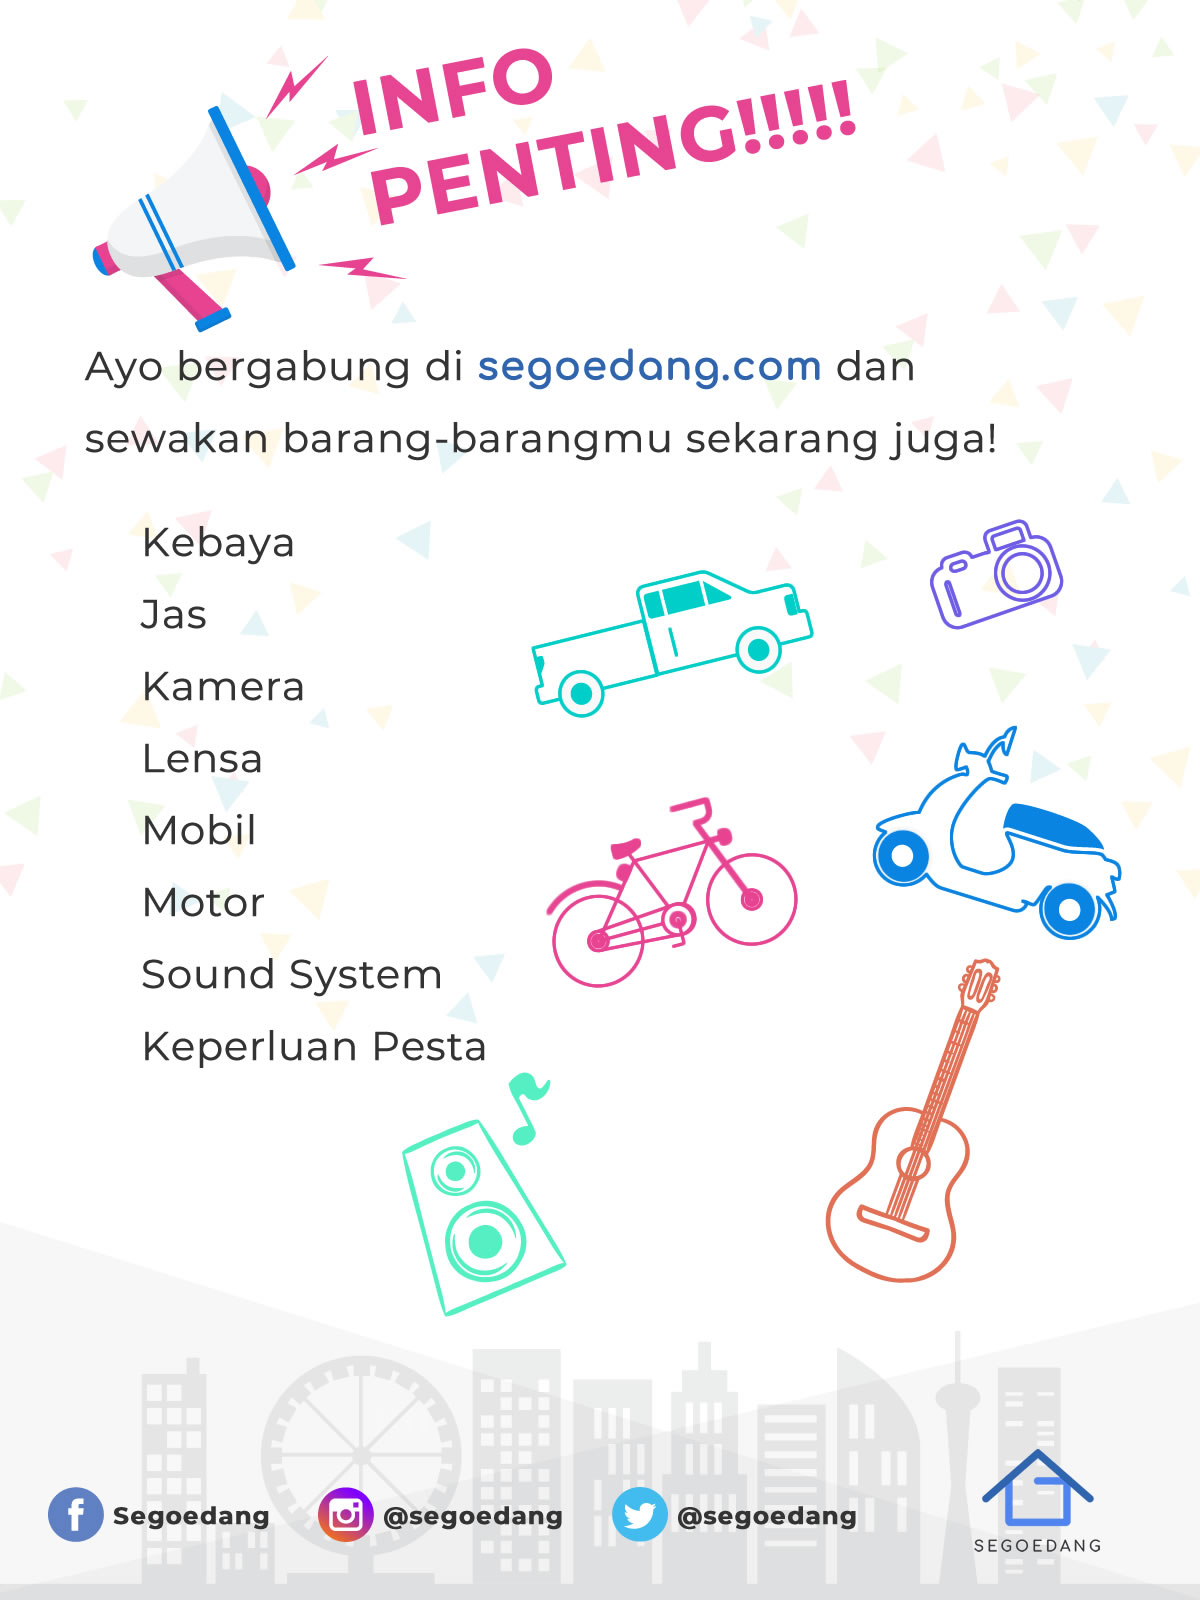 INFO
PENTING!!!!!
Ayo bergabung di segoedang.com dan
sewakan barang-barangmu sekarang juga!
Kebaya
Jas
Kamera
Lensa
Mobil
Motor
Sound System
Keperluan Pesta
Segoedang
@segoedang
@segoedang
SEGOEDANG